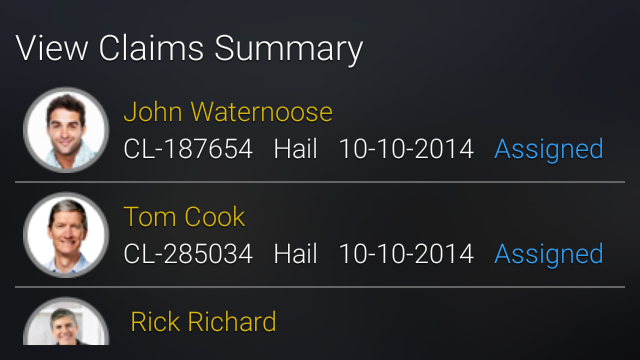 View Claims Summary
John Waternoose
CL-187654 Hail 10-10-2014 Assigned
Tom Cook
CL-285034 Hail 10-10-2014 Assigned
Rick Richard